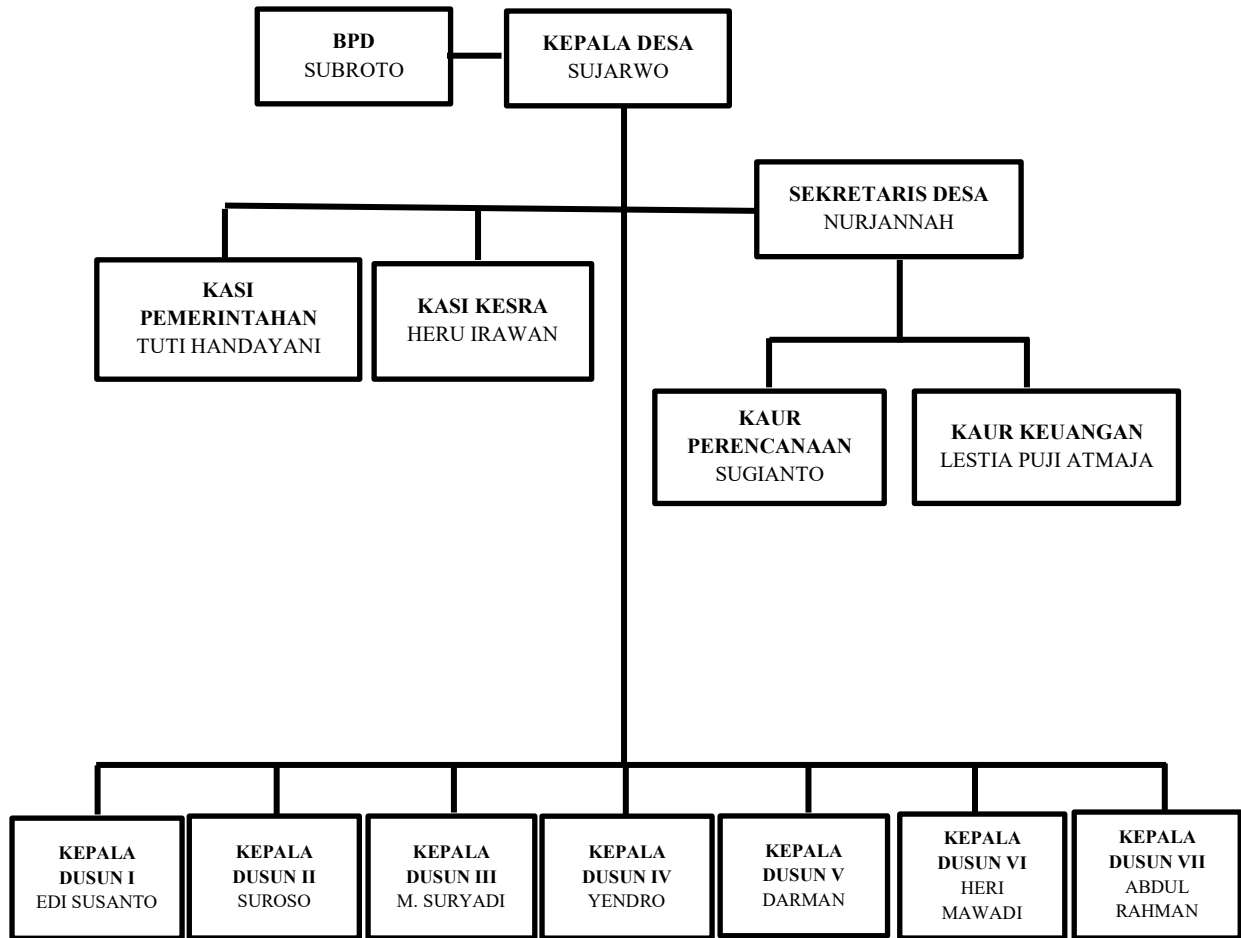 BPD
SUBROTO
KEPALA DESA
SUJARWO
SEKRETARIS DESA
NURJANNAH
KASI
PEMERINTAHAN
TUTI HANDAYANI
KASI KESRA
HERU IRAWAN
KAUR
PERENCANAAN
SUGIANTO
KAUR KEUANGAN
LESTIA PUJI ATMAJA
KEPALA
DUSUN I
EDI SUSANTO
KEPALA
DUSUN II
SUROSO
KEPALA
DUSUN III
M. SURYADI
KEPALA
DUSUN IV
YENDRO
KEPALA
DUSUN V
DARMAN
KEPALA
DUSUN VI
HERI
MAWADI
KEPALA
DUSUN VII
ABDUL
RAHMAN